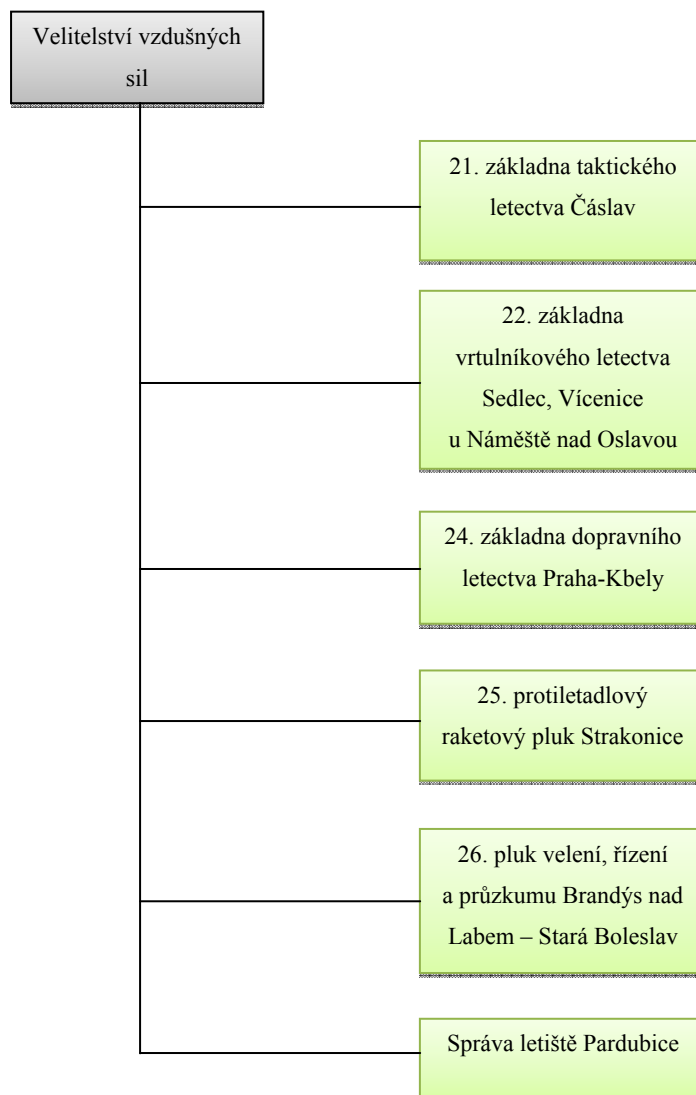 Velitelství vzdušných
sil
21. základna taktického
letectva Čáslav
22. základna
vrtulníkového letectva
Sedlec, Vícenice
u Náměště nad Oslavou
24. základna dopravního
letectva Praha-Kbely
25. protiletadlový
raketový pluk Strakonice
26. pluk velení, řízení
a průzkumu Brandýs nad
Labem – Stará Boleslav
Správa letiště Pardubice